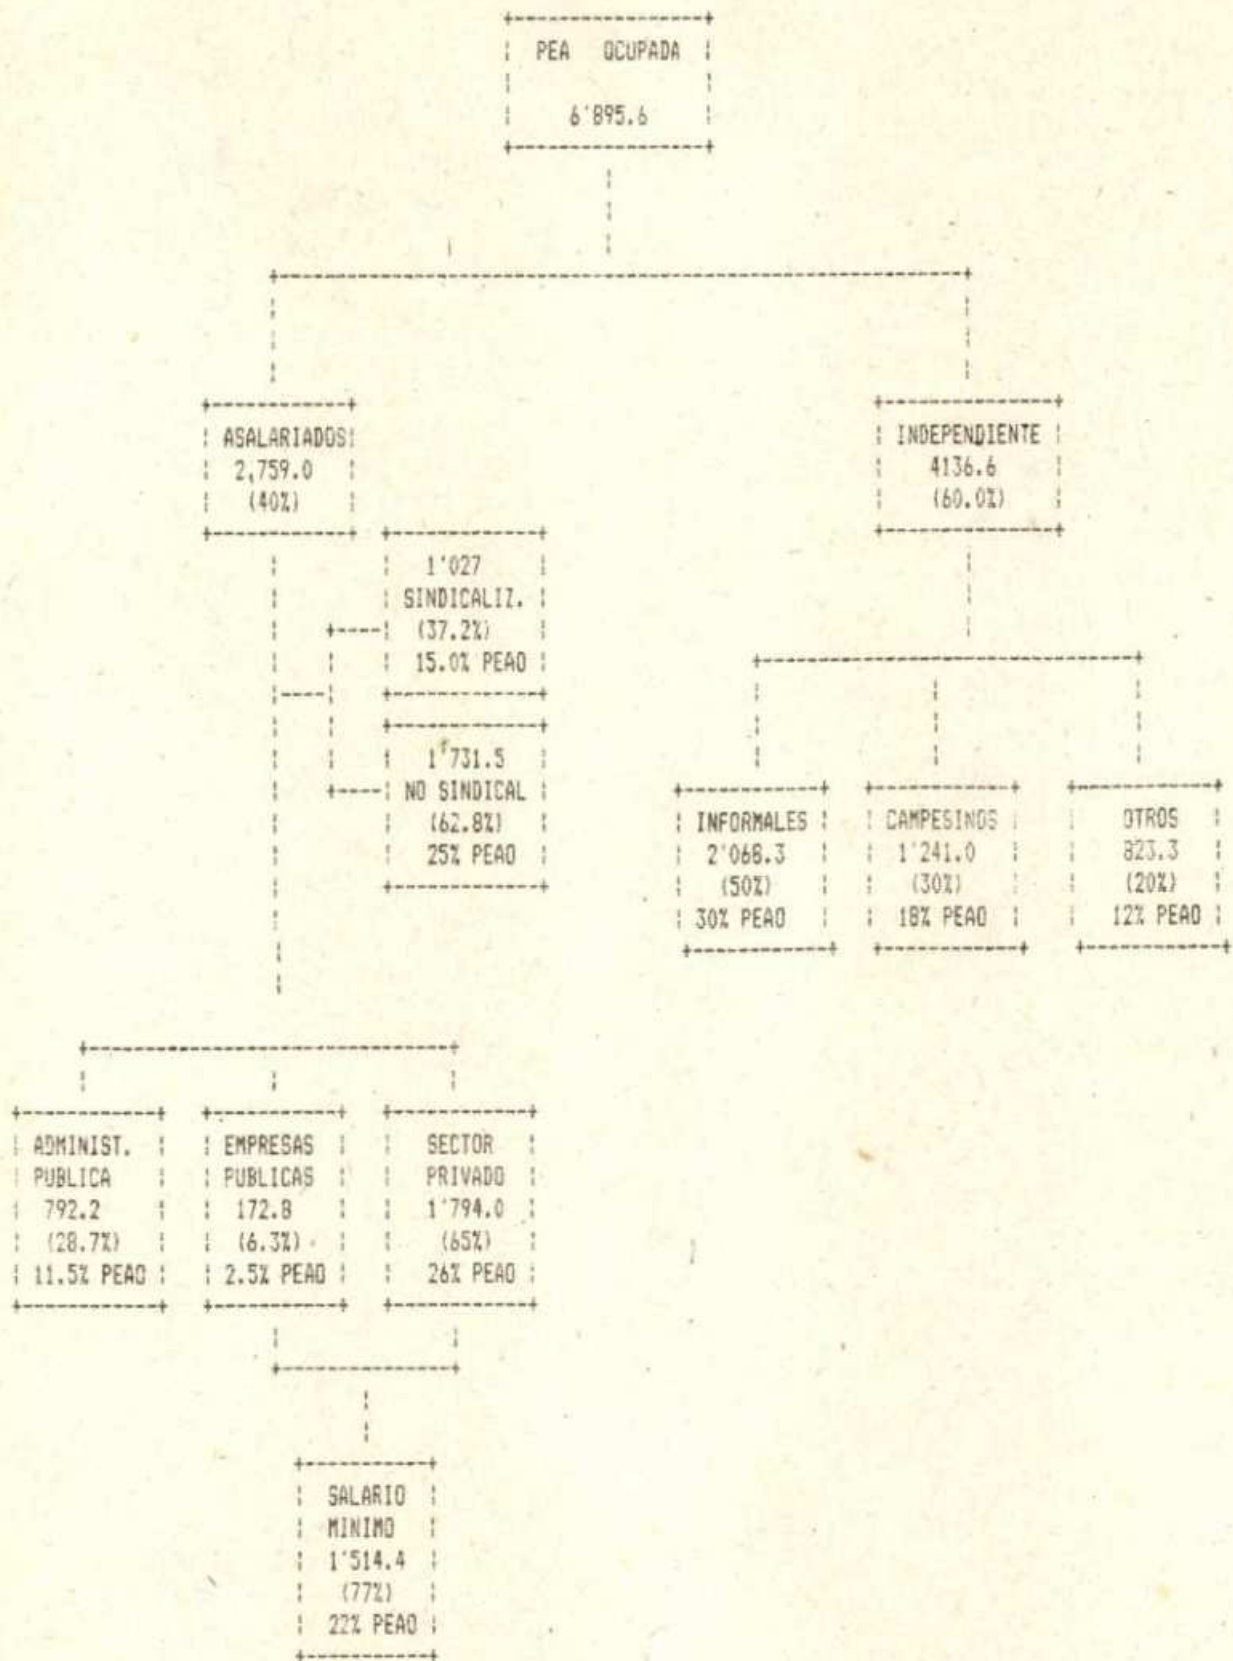 PEA OCUPADA
6'895.6
ASALARIADOS
2,759.0
(40%)
INDEPENDIENTE
4136.6
(60.0%)
1'027
SINDICALIZ.
(37.2%)
15.0% PEAO
1'731.5
NO SINDICAL
(62.8%)
25% PEAO
INFORMALES
2'068.3
(50%)
30% PEAO
CAMPESINOS
1'241.0
(30%)
18% PEAO
OTROS
823.3
(20%)
12% PEAO
ADMINIST.
PUBLICA
792.2
(28.7%)
11.5% PEAO
EMPRESAS
PUBLICAS
172.8
(6.3%)
2.5% PEAO
SECTOR
PRIVADO
1'794.0
(65%)
26% PEAO
SALARIO
MINIMO
1'514.4
(77%)
22% PEAO